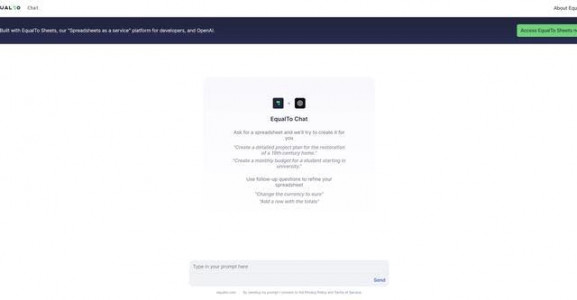 UALTO Chat About Equ
Built with EqualTo Sheets, our "Spreadsheets as a service" platform for developers, and OpenAI. Access EqualTo Sheets n
EqualTo Chat
Ask for a spreadsheet and we'll try to create it for
you
"Create a detailed project plan for the restoration
of a 19th-century home."
"Create a monthly budget for a student starting in
university."
Use follow-up questions to refine your
spreadsheet
"Change the currency to euro"
"Add a row with the totals"
Type in your prompt here
Send
equalto.com By sending my prompt I consent to the Privacy Policy and Terms of Service.